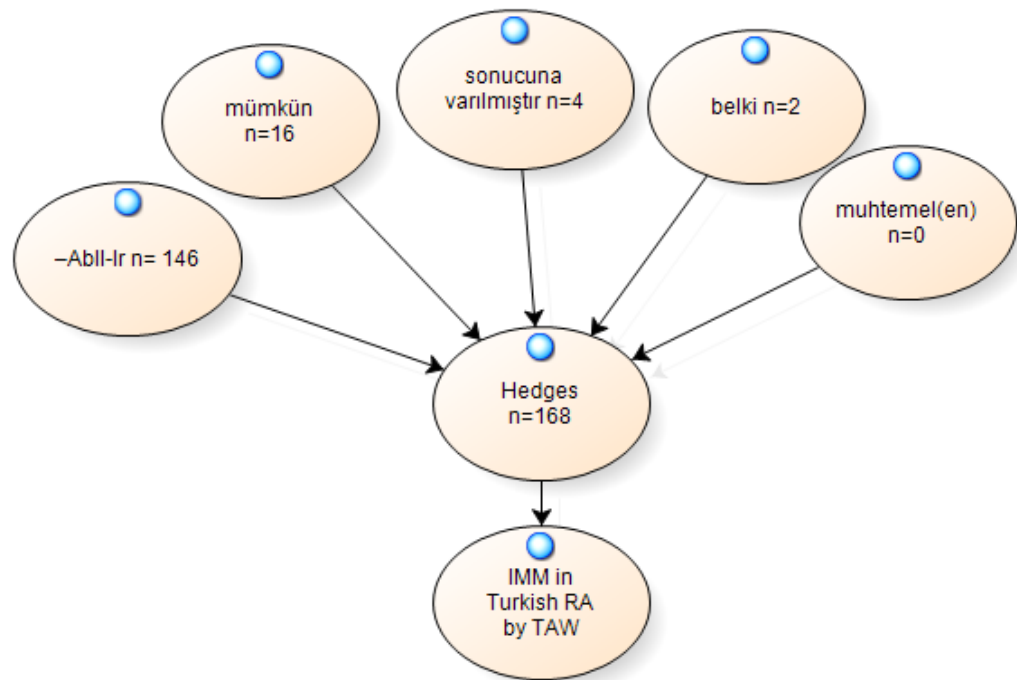 mümkün
n=16
sonucuna
varılmıştır n=4
belki n=2
muhtemel(en)
n=0
–AbIl-Ir n= 146
Hedges
n=168
IMM in
Turkish RA
by TAW